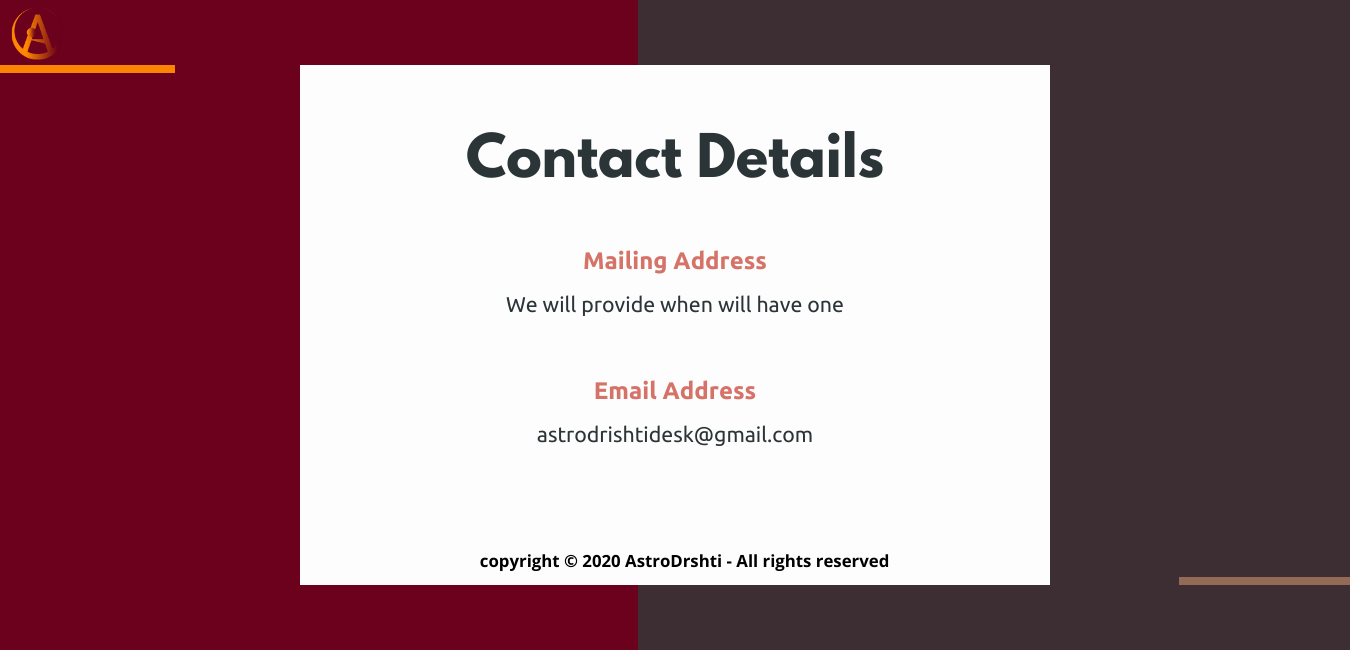 Contact Details
Mailing Address
We will provide when will have one
Email Address
astrodrishtidesk@gmail.com
copyright © 2020 AstroDrshti - All rights reserved